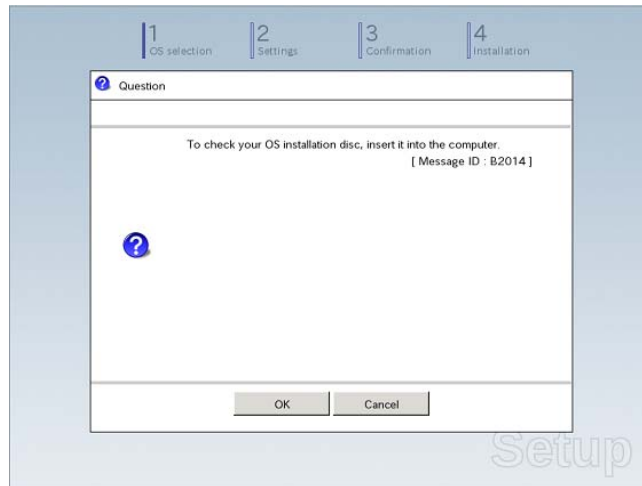 1
OS selection
2
Settings
3
Confirmation
4
Installation
Question
To check your OS installation disc, insert it into the computer.
[ Message ID : B2014 ]
OK
Cancel
Setup